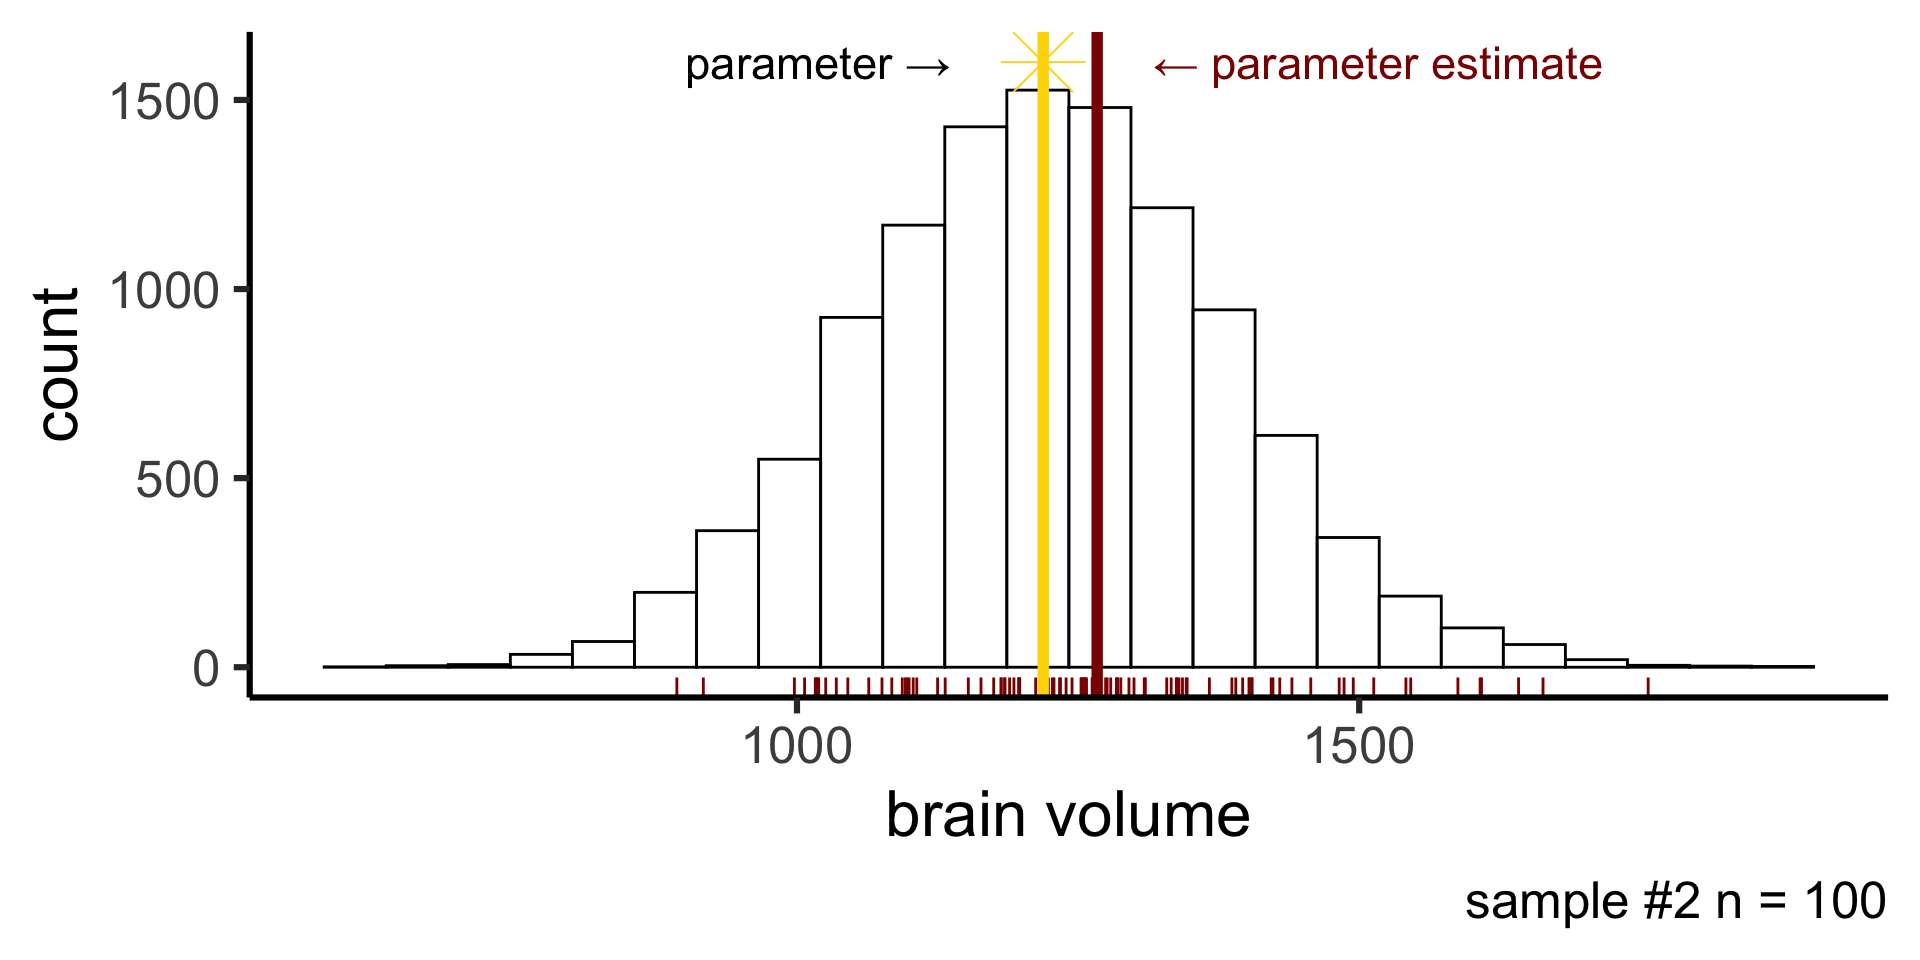 parameter →
← parameter estimate
1500
1000
500
0
count
1000
1500
brain volume
sample #2 n = 100